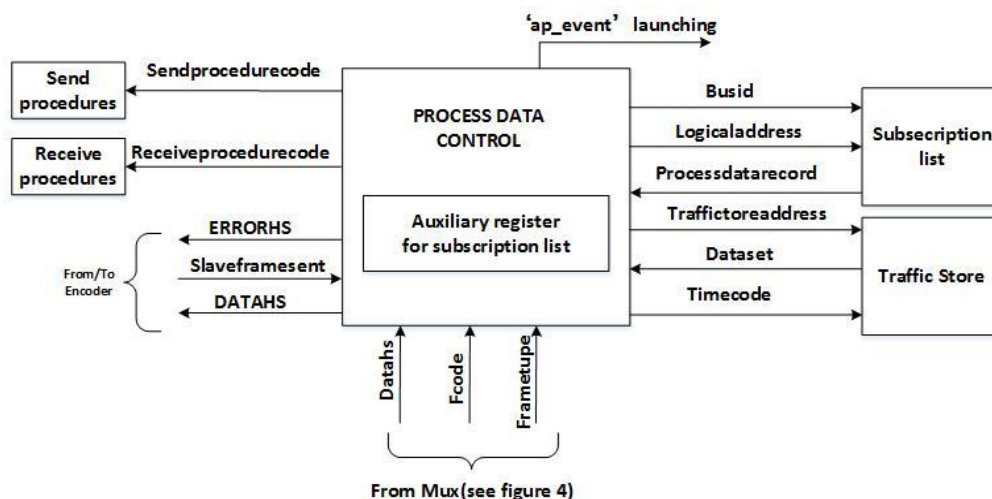 ‘ap_event’ launching
Send
procedures
Sendprocedurecode
Receive
procedures
Receiveprocedurecode
PROCESS DATA
CONTROL
Auxiliary register
for subscription list
Busid
Logicaladdress
Processdatarecord
Subsecription
list
Traffictoreaddress
Dataset
Timecode
Traffic Store
From/To
Encoder
ERRORHS
Slaveframesent
DATAHS
Datahs
Fcode
Frametupe
From Mux(see figure 4)